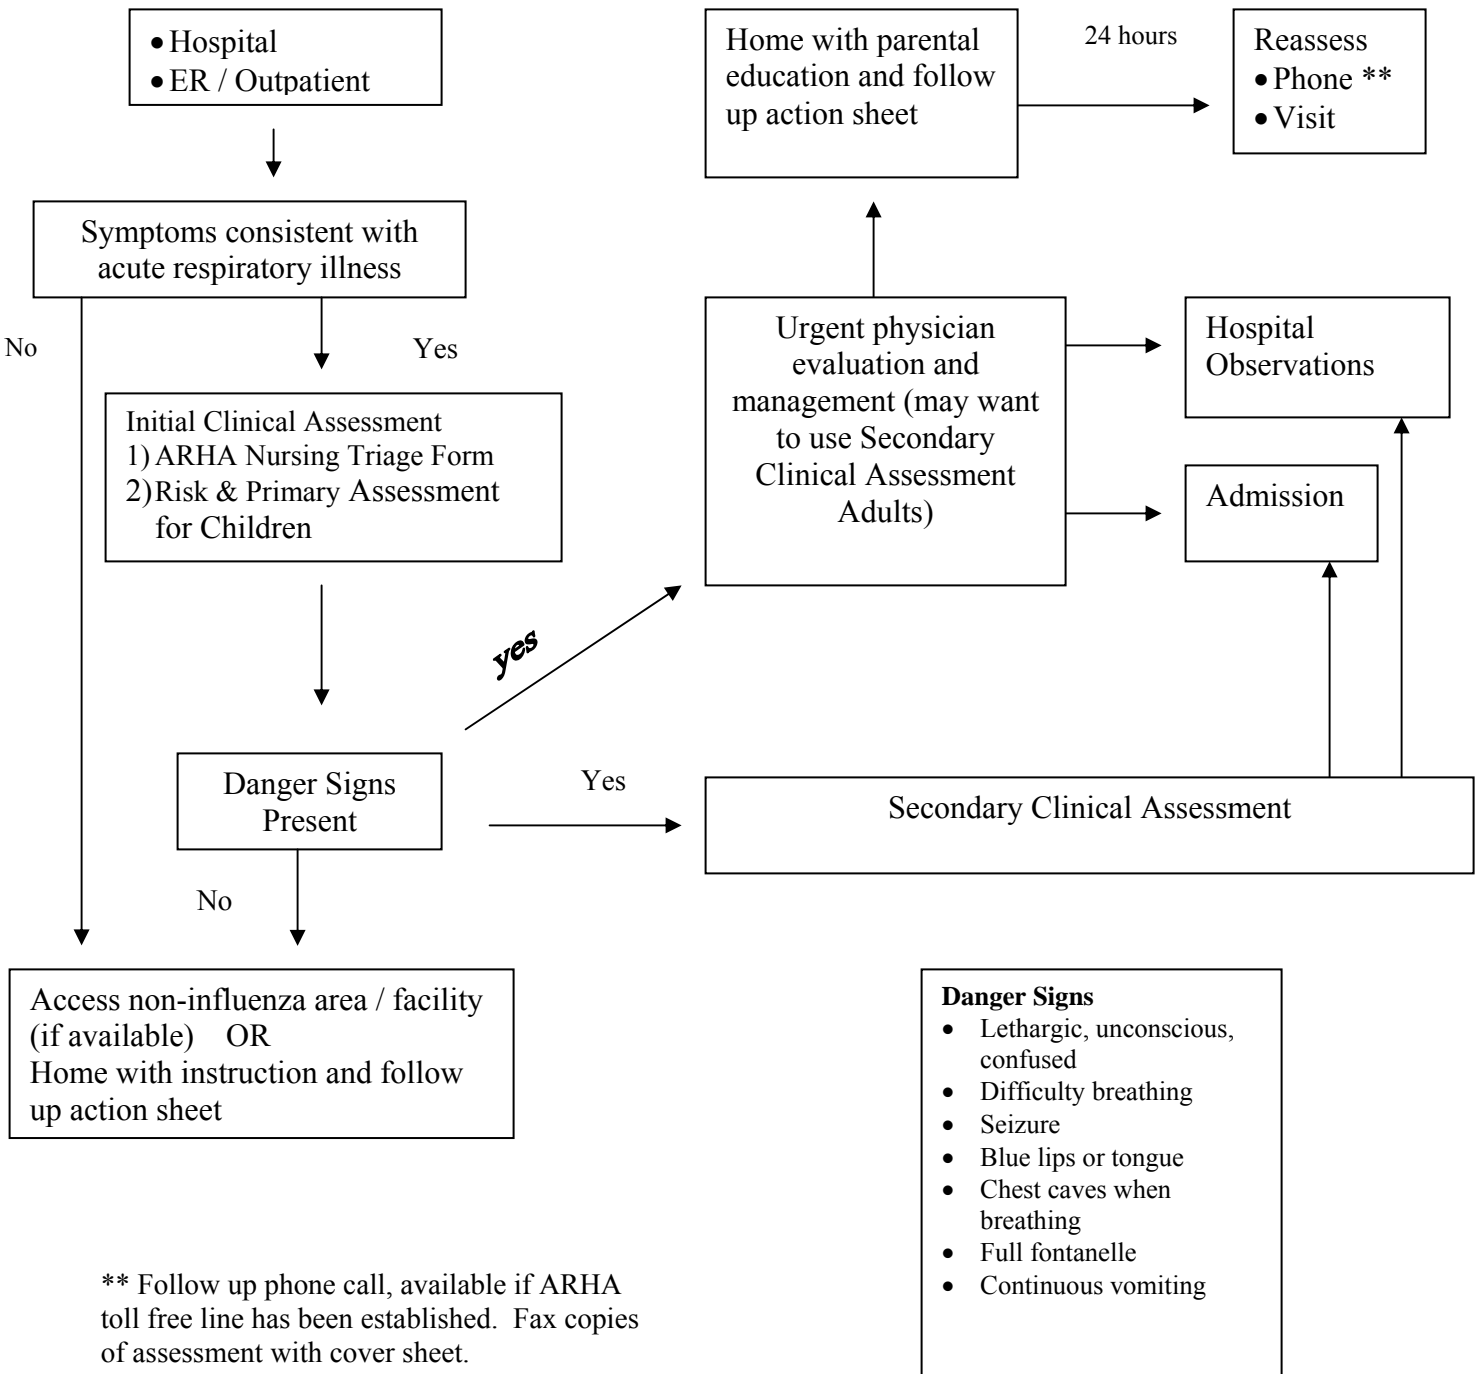 • Hospital
• ER / Outpatient
Symptoms consistent with
acute respiratory illness
No
Yes
Initial Clinical Assessment
1) ARHA Nursing Triage Form
2) Risk & Primary Assessment
for Children
Danger Signs
Present
yes
Yes
No
Access non-influenza area / facility
(if available) OR
Home with instruction and follow
up action sheet
Home with parental
education and follow
up action sheet
24 hours
Reassess
• Phone **
• Visit
Urgent physician
evaluation and
management (may want
to use Secondary
Clinical Assessment
Adults)
Hospital
Observations
Admission
Secondary Clinical Assessment
Danger Signs
• Lethargic, unconscious,
confused
• Difficulty breathing
• Seizure
• Blue lips or tongue
• Chest caves when
breathing
• Full fontanelle
• Continuous vomiting
** Follow up phone call, available if ARHA
toll free line has been established. Fax copies
of assessment with cover sheet.